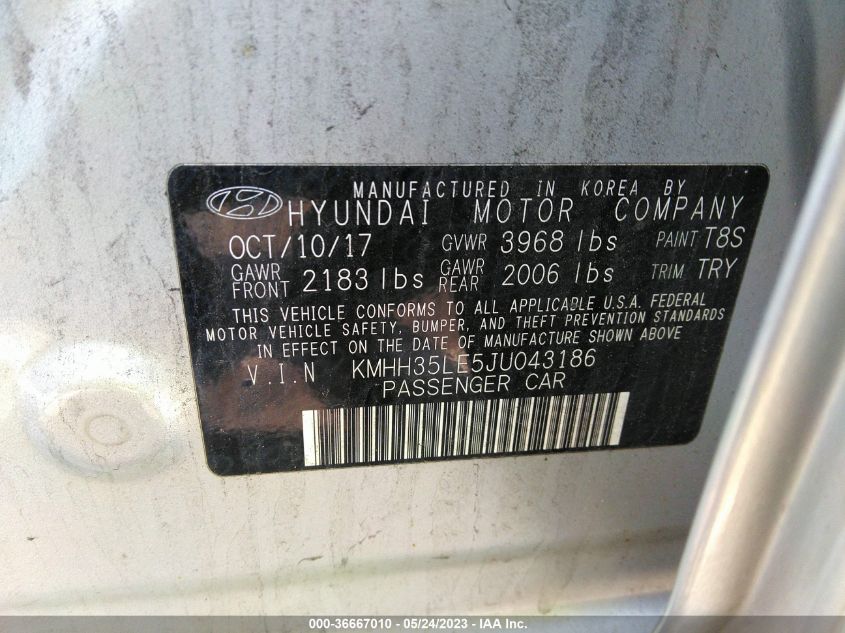 MANUFACTURED IN KOREA BY
HYUNDAI MOTOR COMPANY
OCT/10/17 GVWR 3968 lbs PAINT T8S
GAWR FRONT 2183 lbs GAWR REAR 2006 lbs TRIM TRY
THIS VEHICLE CONFORMS TO ALL APPLICABLE U.S.A. FEDERAL
MOTOR VEHICLE SAFETY, BUMPER, AND THEFT PREVENTION STANDARDS
IN EFFECT ON THE DATE OF MANUFACTURE SHOWN ABOVE
V.I.N KMHH35LE5JU043186
PASSENGER CAR
000-36667010 - 05/24/2023 - IAA Inc.